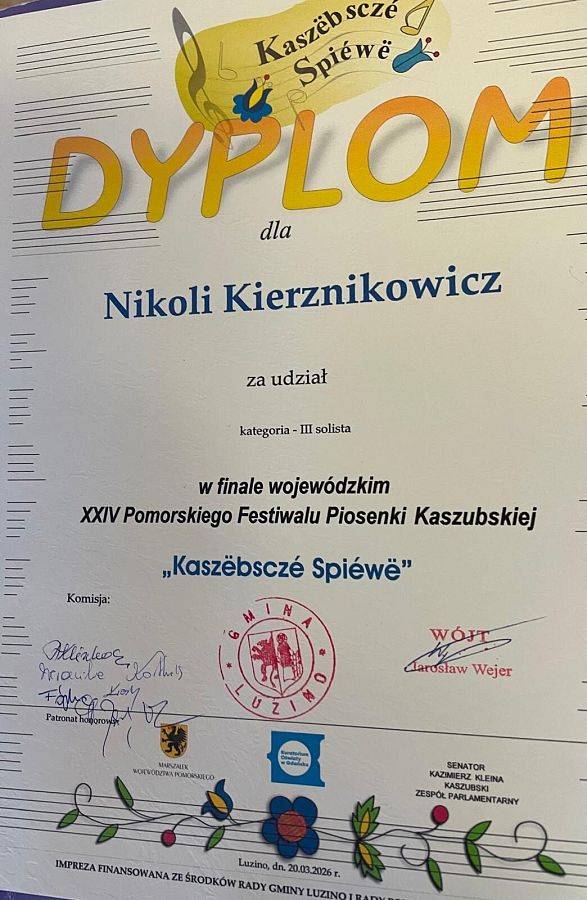 Kaszëbsczé
Spiéwë
DYPLOM
dla
Nikoli Kierznikowicz
za udział
kategoria - III solista
w finale wojewódzkim
XXIV Pomorskiego Festiwalu Piosenki Kaszubskiej
„Kaszëbsczé Spiéwë”
Komisja:
GMINA
LUZINO
WÓJT
Jarosław Wejer
Patronat honorowy:
MARSZAŁEK
WOJEWÓDZTWA POMORSKIEGO
Kuratorium
Oświaty
w Gdańsku
SENATOR
KAZIMIERZ KLEINA
KASZUBSKI
ZESPÓŁ PARLAMENTARNY
Luzino, dn. 20.03.2026 r.
IMPREZA FINANSOWANA ZE ŚRODKÓW RADY GMINY LUZINO I RADY